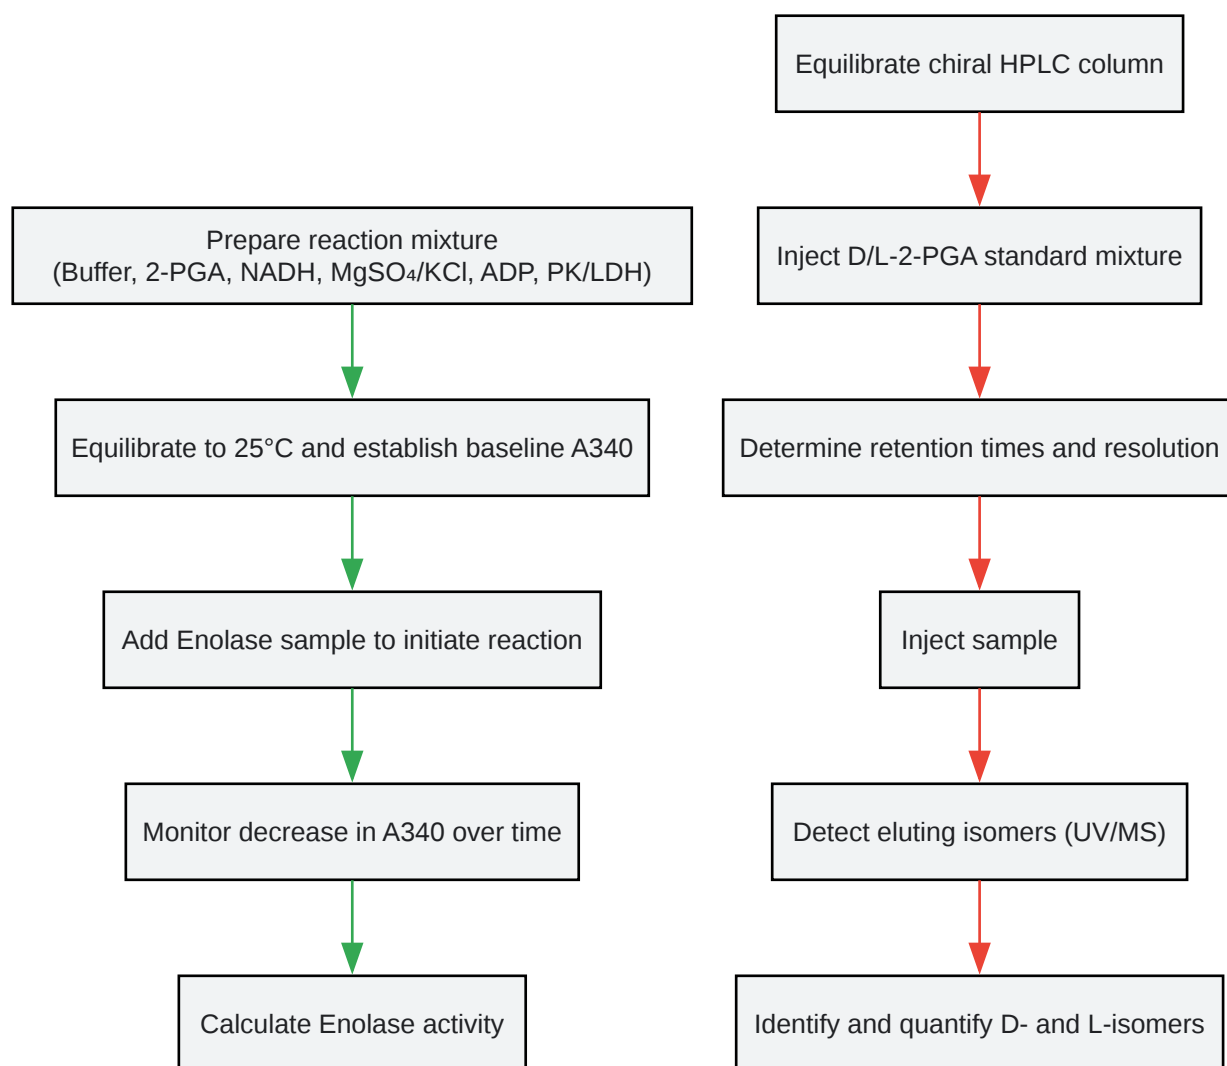 Prepare reaction mixture
(Buffer, 2-PGA, NADH, MgSO₄/KCl, ADP, PK/LDH)
Equilibrate to 25°C and establish baseline A340
Add Enolase sample to initiate reaction
Monitor decrease in A340 over time
Calculate Enolase activity
Equilibrate chiral HPLC column
Inject D/L-2-PGA standard mixture
Determine retention times and resolution
Inject sample
Detect eluting isomers (UV/MS)
Identify and quantify D- and L-isomers